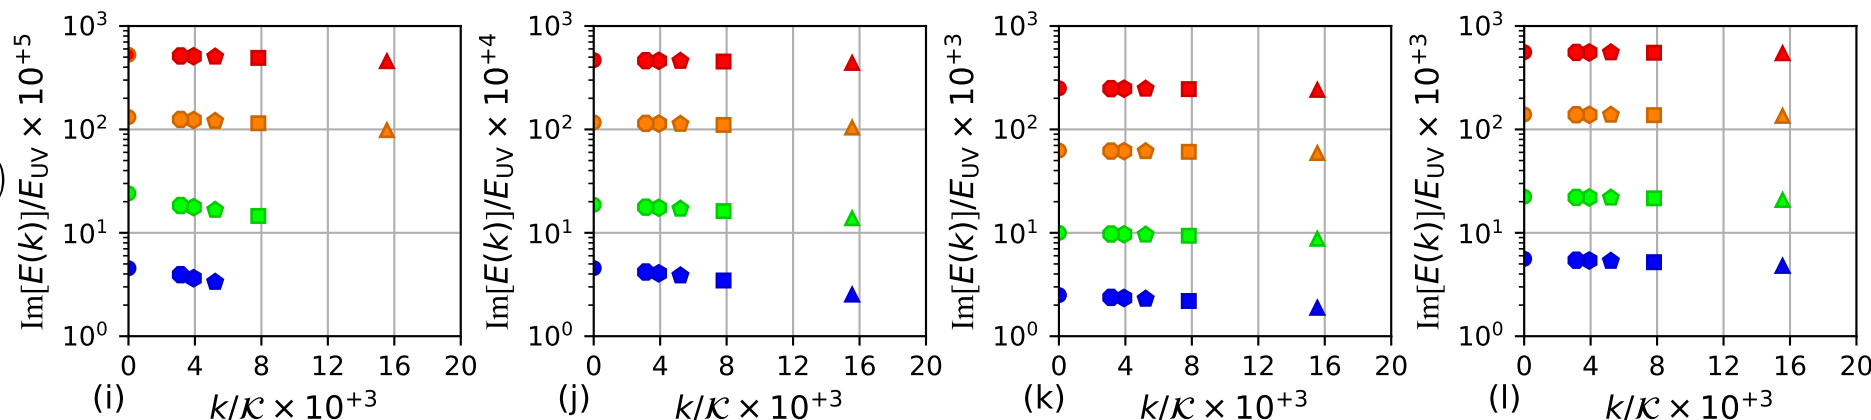 10³ 10² 10¹ 10⁰
Im[E(k)]/E_UV × 10⁺⁵
0 4 8 12 16 20
(i) k/𝒦 × 10⁺³
10³ 10² 10¹ 10⁰
Im[E(k)]/E_UV × 10⁺⁴
0 4 8 12 16 20
(j) k/𝒦 × 10⁺³
10³ 10² 10¹ 10⁰
Im[E(k)]/E_UV × 10⁺³
0 4 8 12 16 20
(k) k/𝒦 × 10⁺³
10³ 10² 10¹ 10⁰
Im[E(k)]/E_UV × 10⁺³
0 4 8 12 16 20
(l) k/𝒦 × 10⁺³